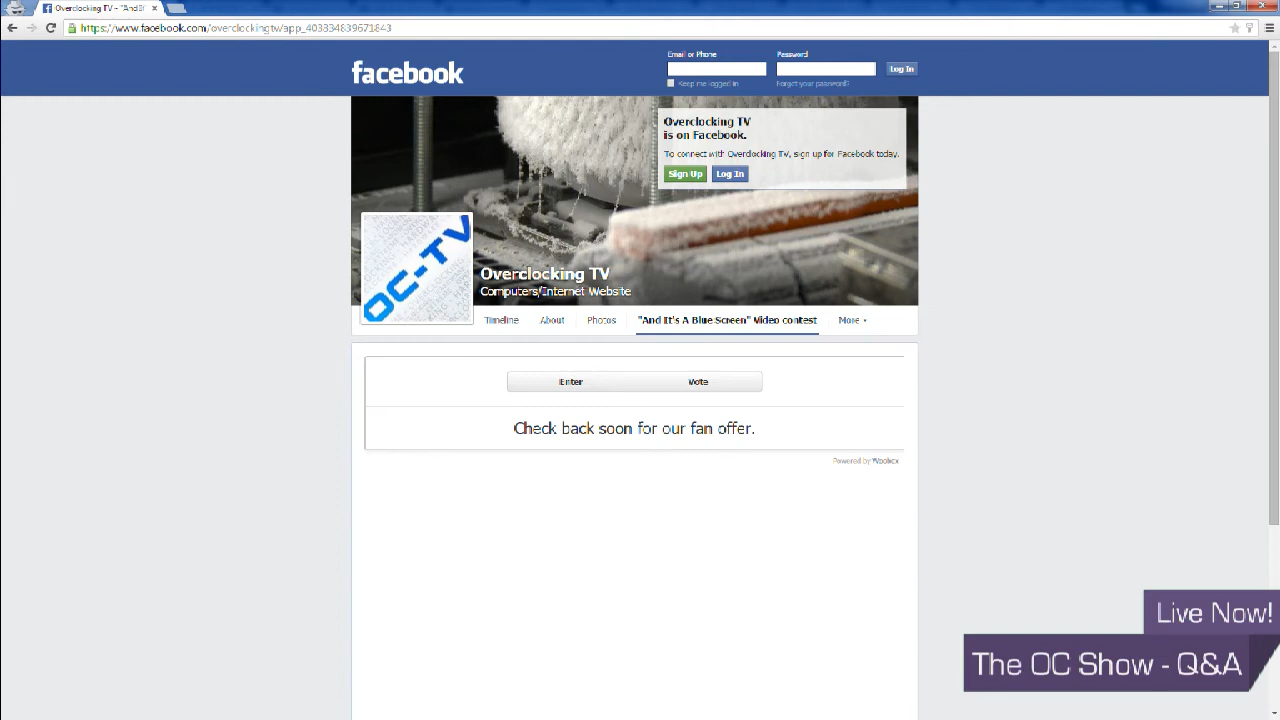 Overclocking TV - "And It'
https://www.facebook.com/overclockingtv/app_403334839671843
Email or Phone
Password
facebook
Log In
Keep me logged in
Forgot your password?
Overclocking TV
is on Facebook.
To connect with Overclocking TV, sign up for Facebook today.
Sign Up
Log In
OC-TV
Overclocking TV
Computers/Internet Website
Timeline
About
Photos
"And It's A Blue Screen" Video contest
More
Enter
Vote
Check back soon for our fan offer.
Powered by Woobox
Live Now!
The OC Show - Q&A